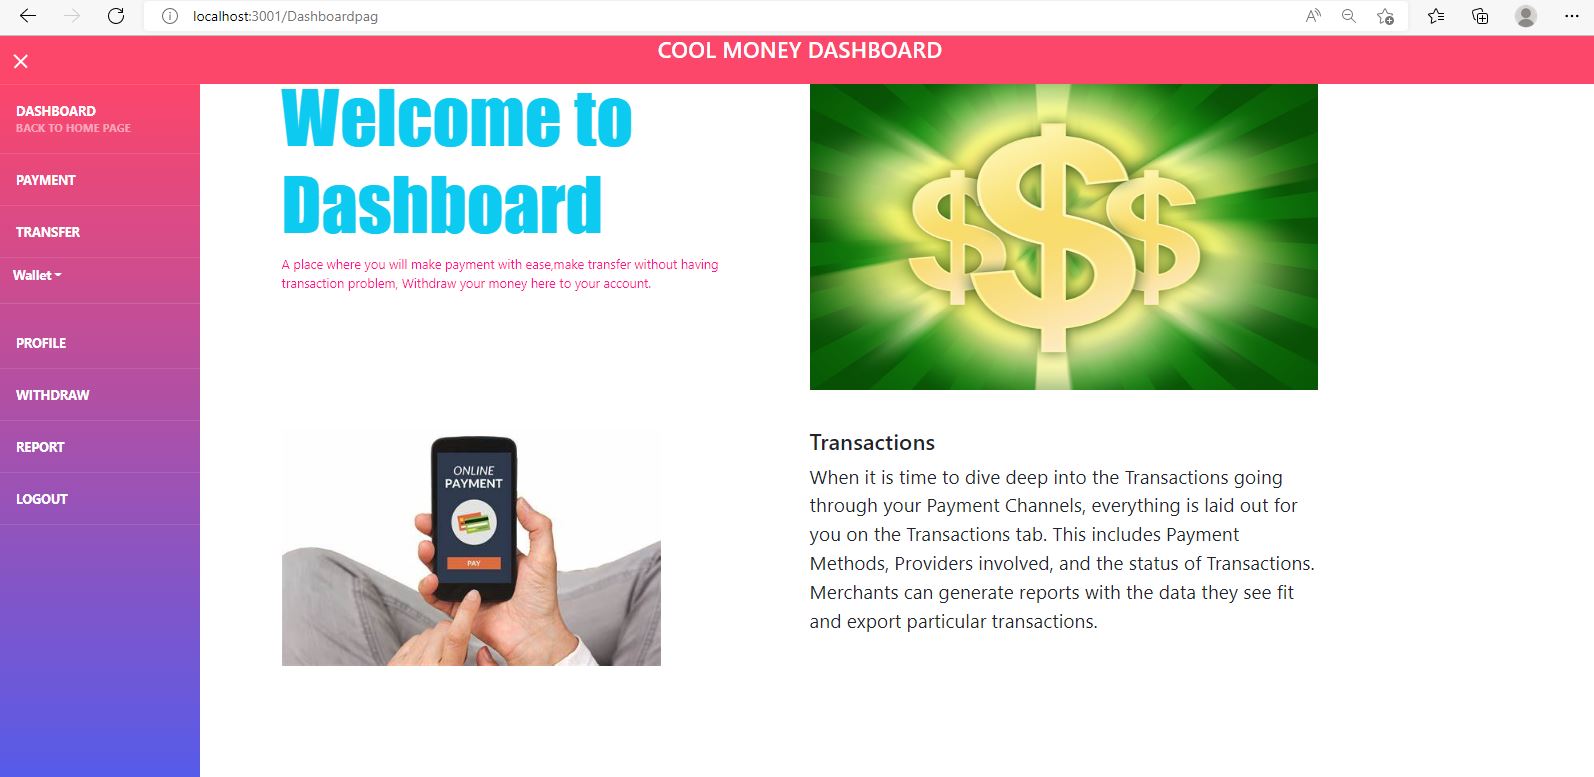 localhost:3001/Dashboardpag
COOL MONEY DASHBOARD
DASHBOARD
BACK TO HOME PAGE
PAYMENT
TRANSFER
Wallet
PROFILE
WITHDRAW
REPORT
LOGOUT
Welcome to
Dashboard
A place where you will make payment with ease,make transfer without having
transaction problem, Withdraw your money here to your account.
$ $ $
ONLINE
PAYMENT
PAY
Transactions
When it is time to dive deep into the Transactions going
through your Payment Channels, everything is laid out for
you on the Transactions tab. This includes Payment
Methods, Providers involved, and the status of Transactions.
Merchants can generate reports with the data they see fit
and export particular transactions.